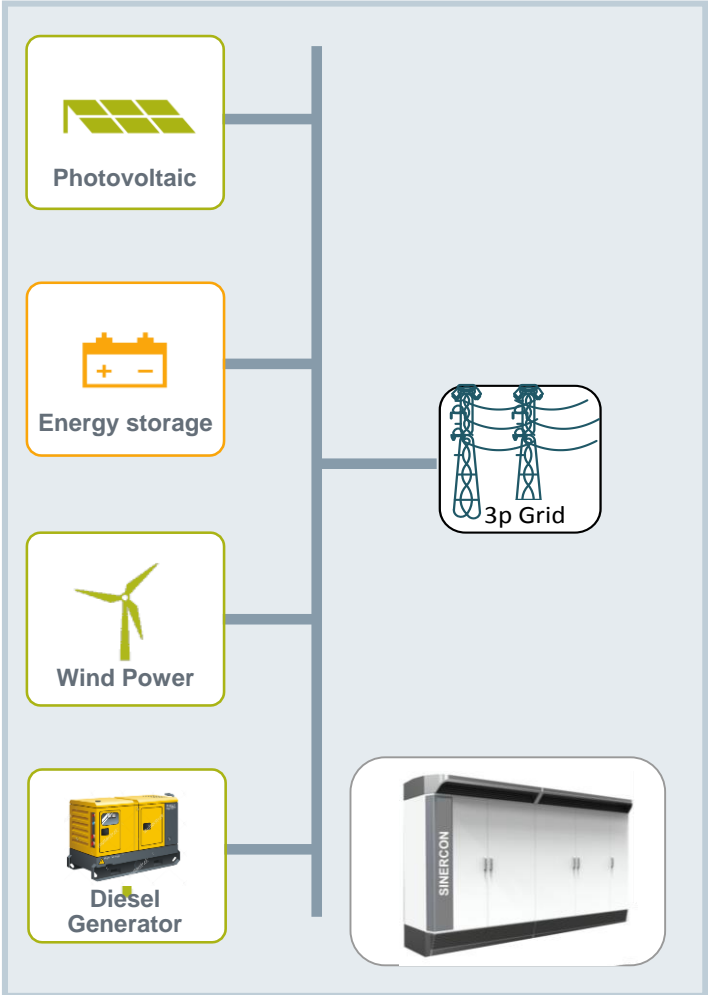 Photovoltaic
+ −
Energy storage
3p Grid
Wind Power
Diesel
Generator
SINERCON